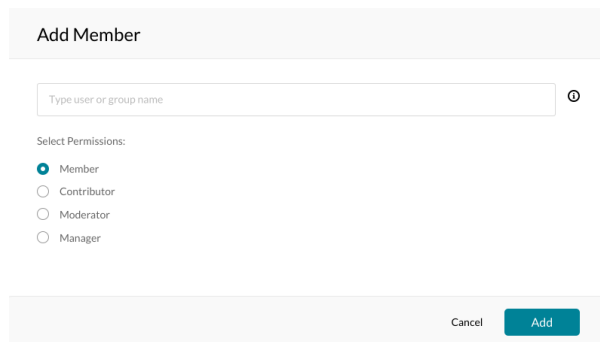 Add Member
Type user or group name
Select Permissions:
Member
Contributor
Moderator
Manager
Cancel
Add